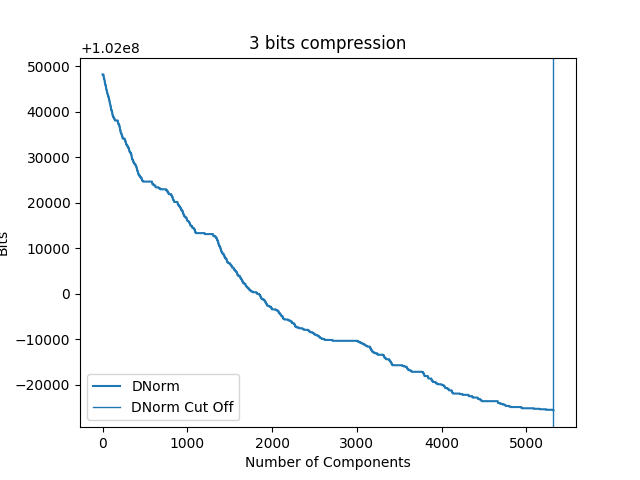 3 bits compression
+1.02e8
50000
40000
30000
20000
10000
0
−10000
−20000
Bits
DNorm
DNorm Cut Off
0
1000
2000
3000
4000
5000
Number of Components